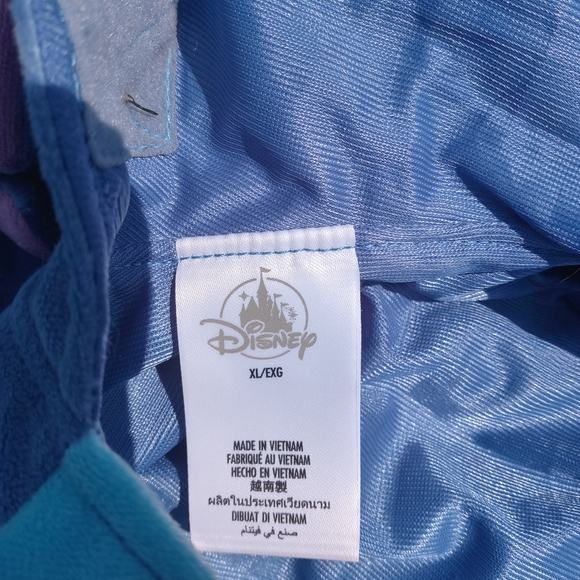 Disney
XL/EXG
MADE IN VIETNAM
FABRIQUÉ AU VIETNAM
HECHO EN VIETNAM
越南製
ผลิตในประเทศเวียดนาม
DIBUAT DI VIETNAM
صنع في فيتنام